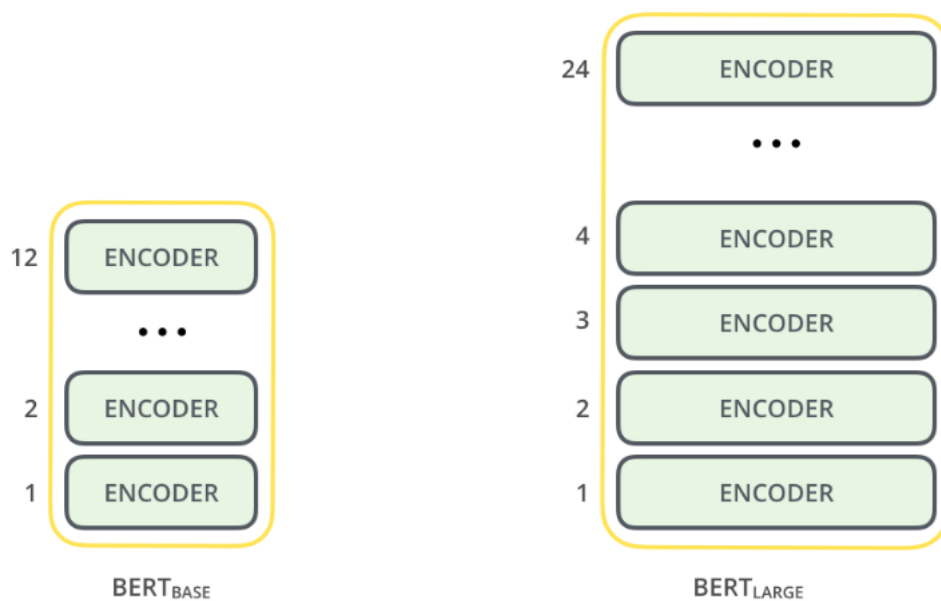 24 ENCODER
...
4 ENCODER
3 ENCODER
2 ENCODER
1 ENCODER
BERTLARGE
12 ENCODER
...
2 ENCODER
1 ENCODER
BERTBASE